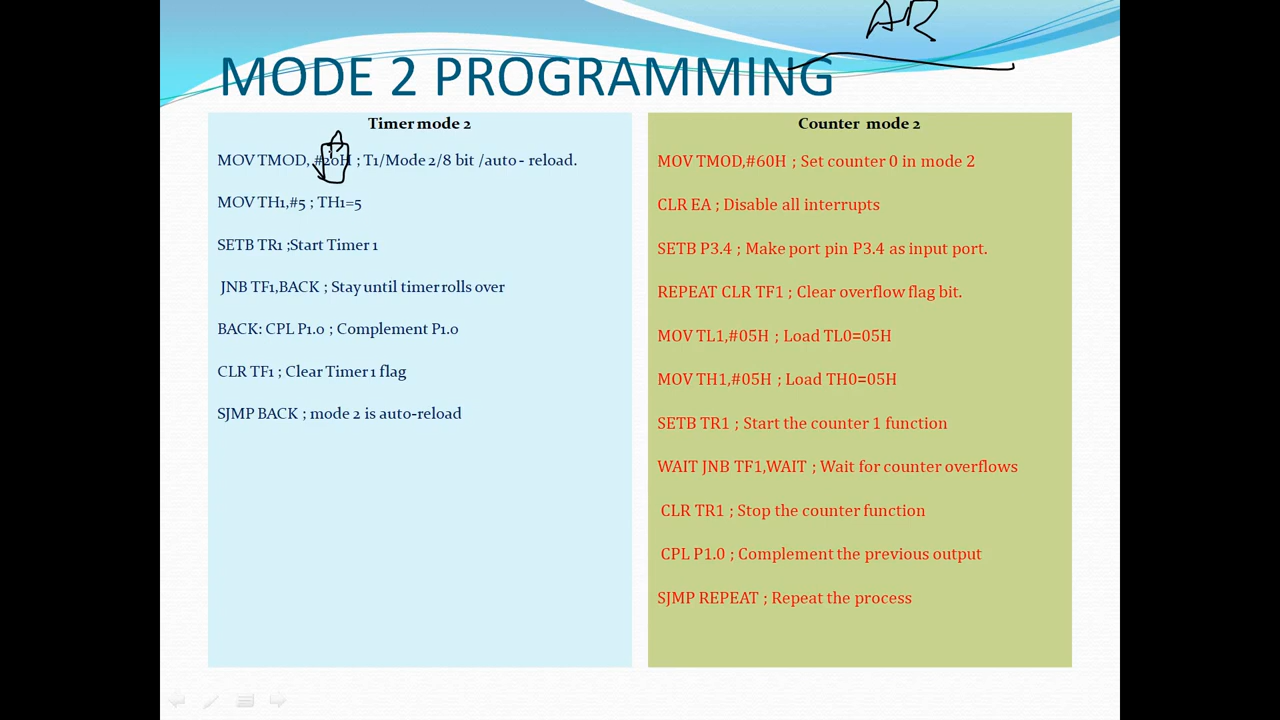 AR
MODE 2 PROGRAMMING
Timer mode 2
MOV TMOD, #20H ; T1/Mode 2/8 bit /auto - reload.
MOV TH1,#5 ; TH1=5
SETB TR1 ;Start Timer 1
JNB TF1,BACK ; Stay until timer rolls over
BACK: CPL P1.0 ; Complement P1.0
CLR TF1 ; Clear Timer 1 flag
SJMP BACK ; mode 2 is auto-reload
Counter mode 2
MOV TMOD,#60H ; Set counter 0 in mode 2
CLR EA ; Disable all interrupts
SETB P3.4 ; Make port pin P3.4 as input port.
REPEAT CLR TF1 ; Clear overflow flag bit.
MOV TL1,#05H ; Load TL0=05H
MOV TH1,#05H ; Load TH0=05H
SETB TR1 ; Start the counter 1 function
WAIT JNB TF1,WAIT ; Wait for counter overflows
CLR TR1 ; Stop the counter function
CPL P1.0 ; Complement the previous output
SJMP REPEAT ; Repeat the process